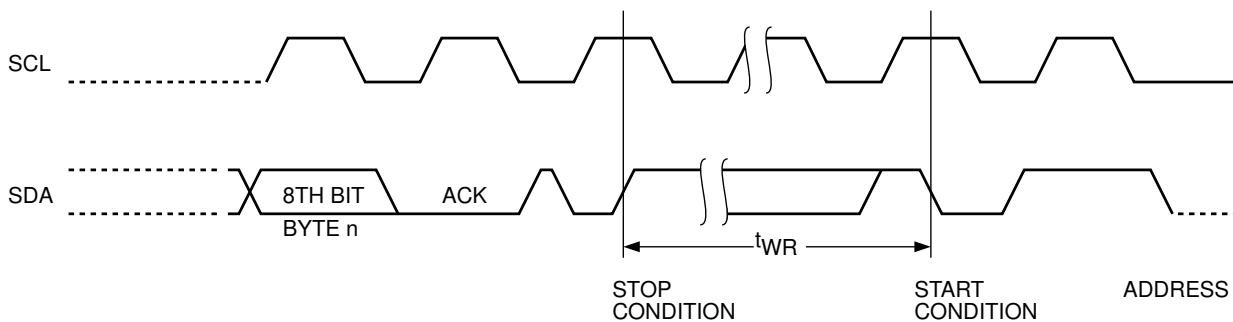 SCL
SDA
8TH BIT
ACK
BYTE n
tWR
STOP
CONDITION
START
CONDITION
ADDRESS